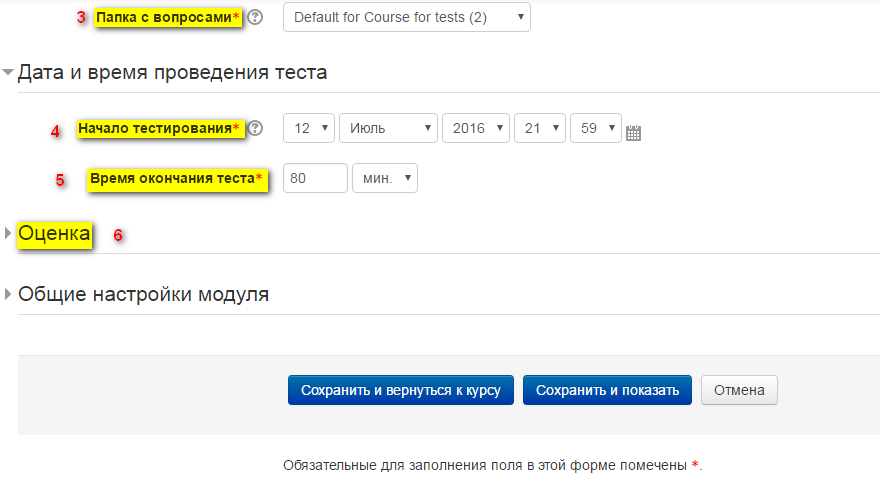 3 Папка с вопросами* Default for Course for tests (2)
Дата и время проведения теста
4 Начало тестирования* 12 Июль 2016 21 59
5 Время окончания теста* 80 мин.
Оценка 6
Общие настройки модуля
Сохранить и вернуться к курсу Сохранить и показать Отмена
Обязательные для заполнения поля в этой форме помечены *.